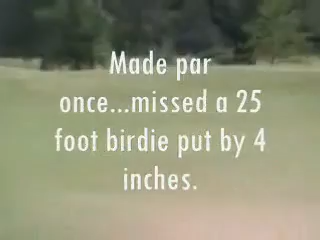 Made par
once...missed a 25
foot birdie put by 4
inches.